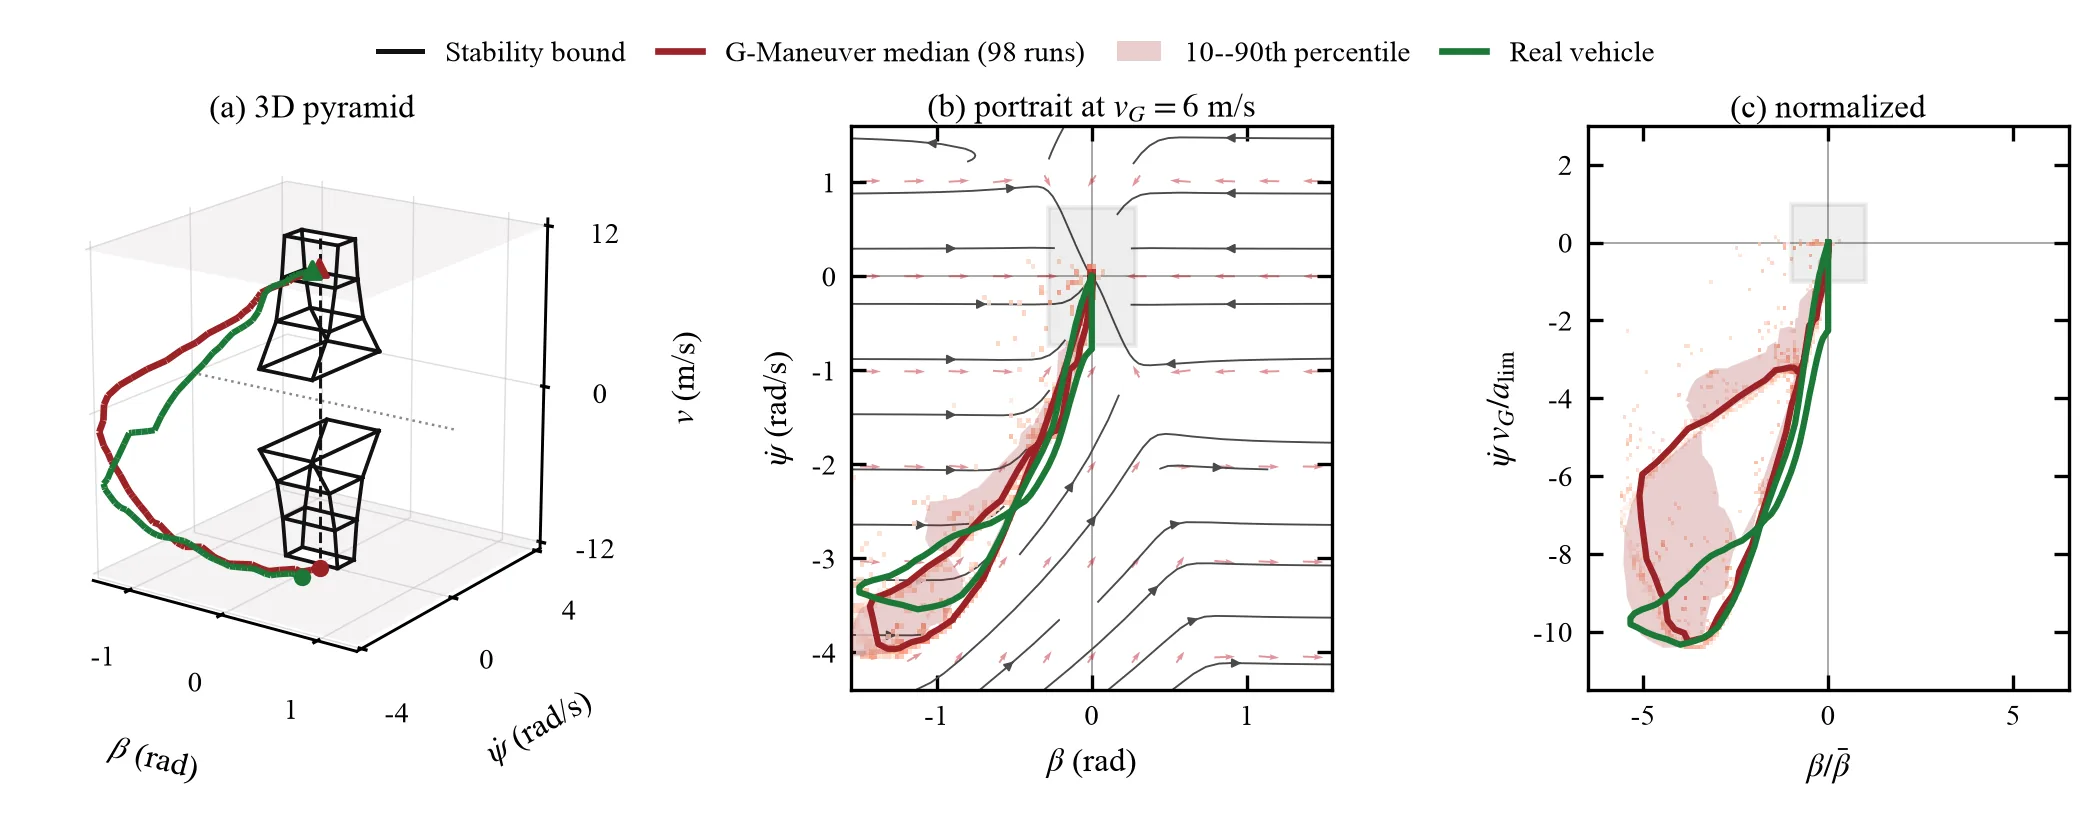 Stability bound G-Maneuver median (98 runs) 10--90th percentile Real vehicle
(a) 3D pyramid
12
0
-12
v (m/s)
-1
0
1
β (rad)
-4
0
4
ψ̇ (rad/s)
(b) portrait at v_G = 6 m/s
1
0
-1
-2
-3
-4
ψ̇ (rad/s)
-1 0 1
β (rad)
(c) normalized
2
0
-2
-4
-6
-8
-10
ψ̇ v_G/a_lim
-5 0 5
β/β̄